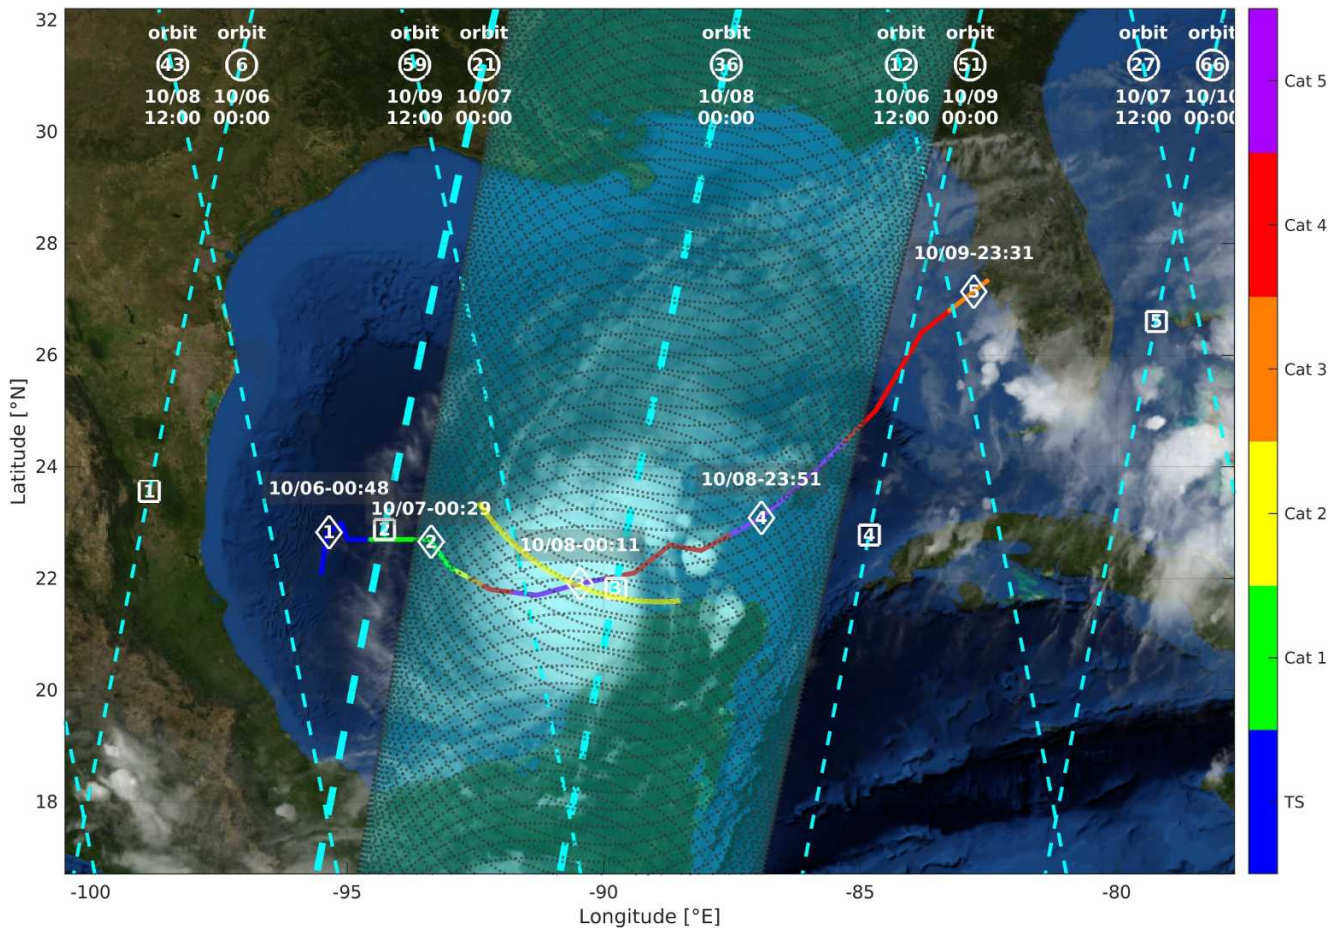 orbit orbit orbit orbit orbit orbit orbit orbit orbit
43 6 59 21 36 12 51 27 66
10/08 10/06 10/09 10/07 10/08 10/06 10/09 10/07 10/10
12:00 00:00 12:00 00:00 00:00 12:00 00:00 12:00 00:00
32
30
28
26
24
22
20
18
Latitude [°N]
10/09-23:31
5
5
10/08-23:51
10/06-00:48
1
10/07-00:29
4
1
2
2
4
10/08-00:11
3
-100 -95 -90 -85 -80
Longitude [°E]
Cat 5
Cat 4
Cat 3
Cat 2
Cat 1
TS